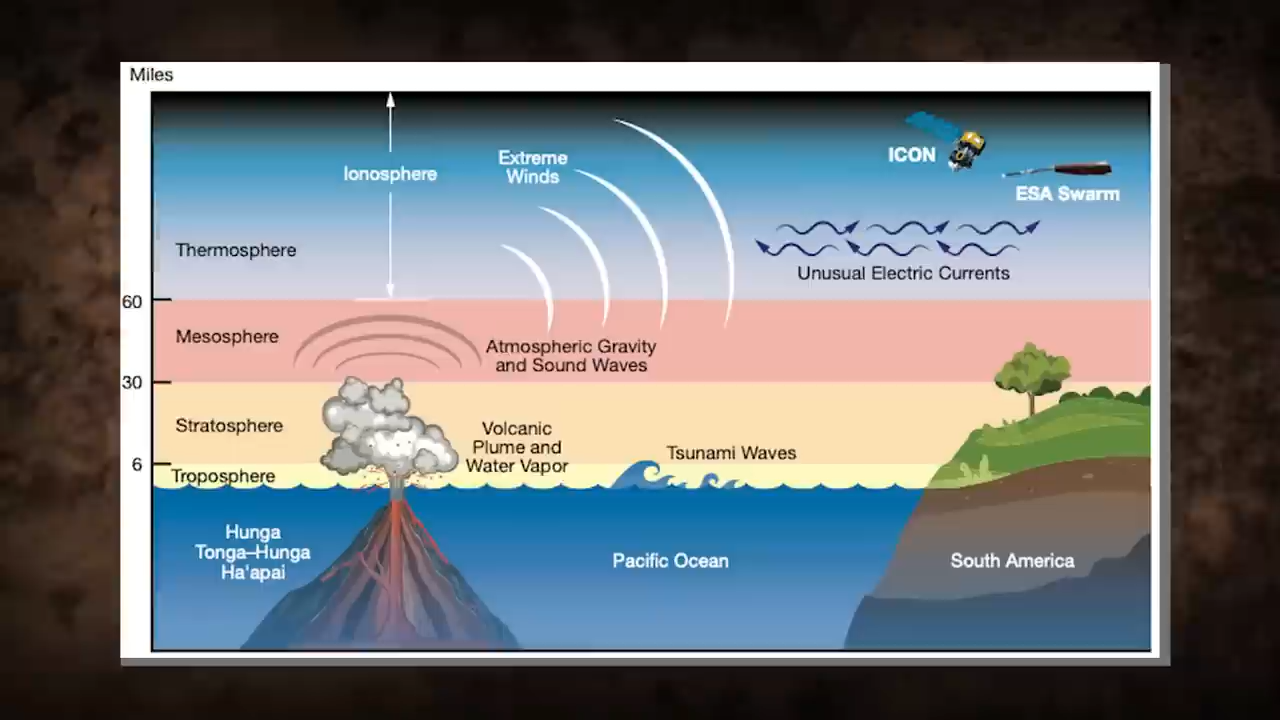 Miles
Ionosphere
Extreme
Winds
ICON
ESA Swarm
Thermosphere
Unusual Electric Currents
60
Mesosphere
Atmospheric Gravity
and Sound Waves
30
Stratosphere
Volcanic
Plume and
Water Vapor
Tsunami Waves
6
Troposphere
Hunga
Tonga–Hunga
Ha'apai
Pacific Ocean
South America